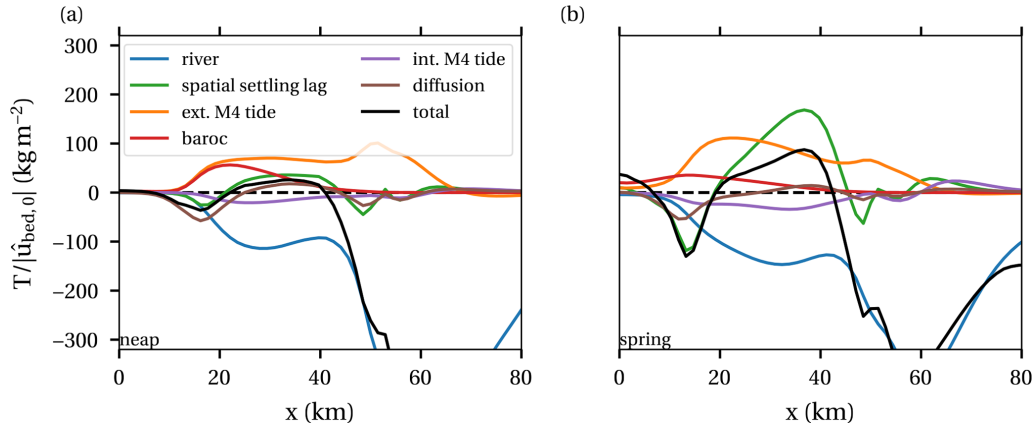 (a)
(b)
T/|û_bed, 0| (kg m⁻²)
300
200
100
0
−100
−200
−300
river
spatial settling lag
ext. M4 tide
baroc
int. M4 tide
diffusion
total
neap
spring
0 20 40 60 80
0 20 40 60 80
x (km)
x (km)